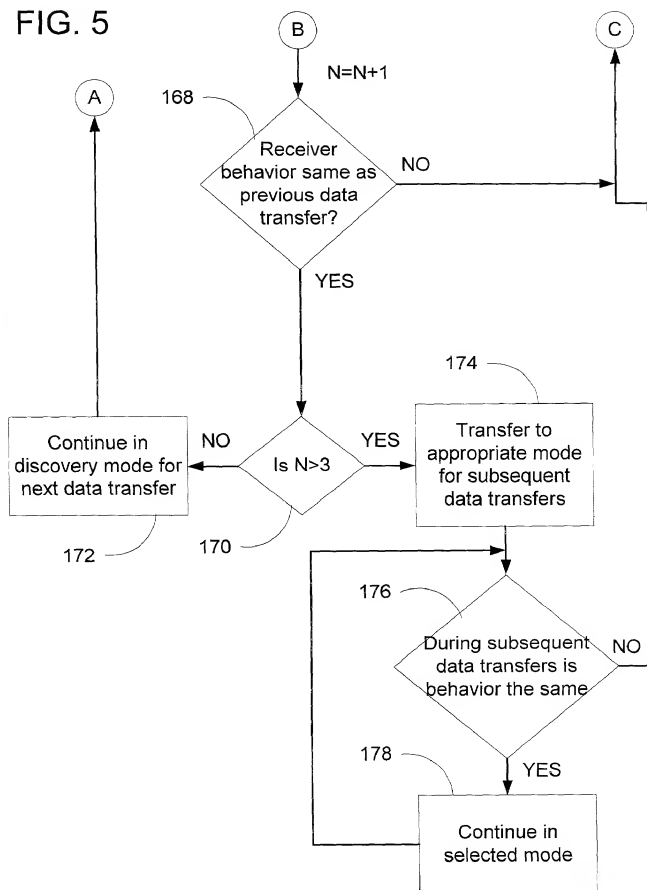 FIG. 5
B
C
N=N+1
A
168
Receiver
behavior same as
previous data
transfer?
NO
YES
174
Transfer to
appropriate mode
for subsequent
data transfers
Continue in
discovery mode for
next data transfer
NO
Is N>3
YES
172
170
176
During subsequent
data transfers is
behavior the same
NO
YES
178
Continue in
selected mode